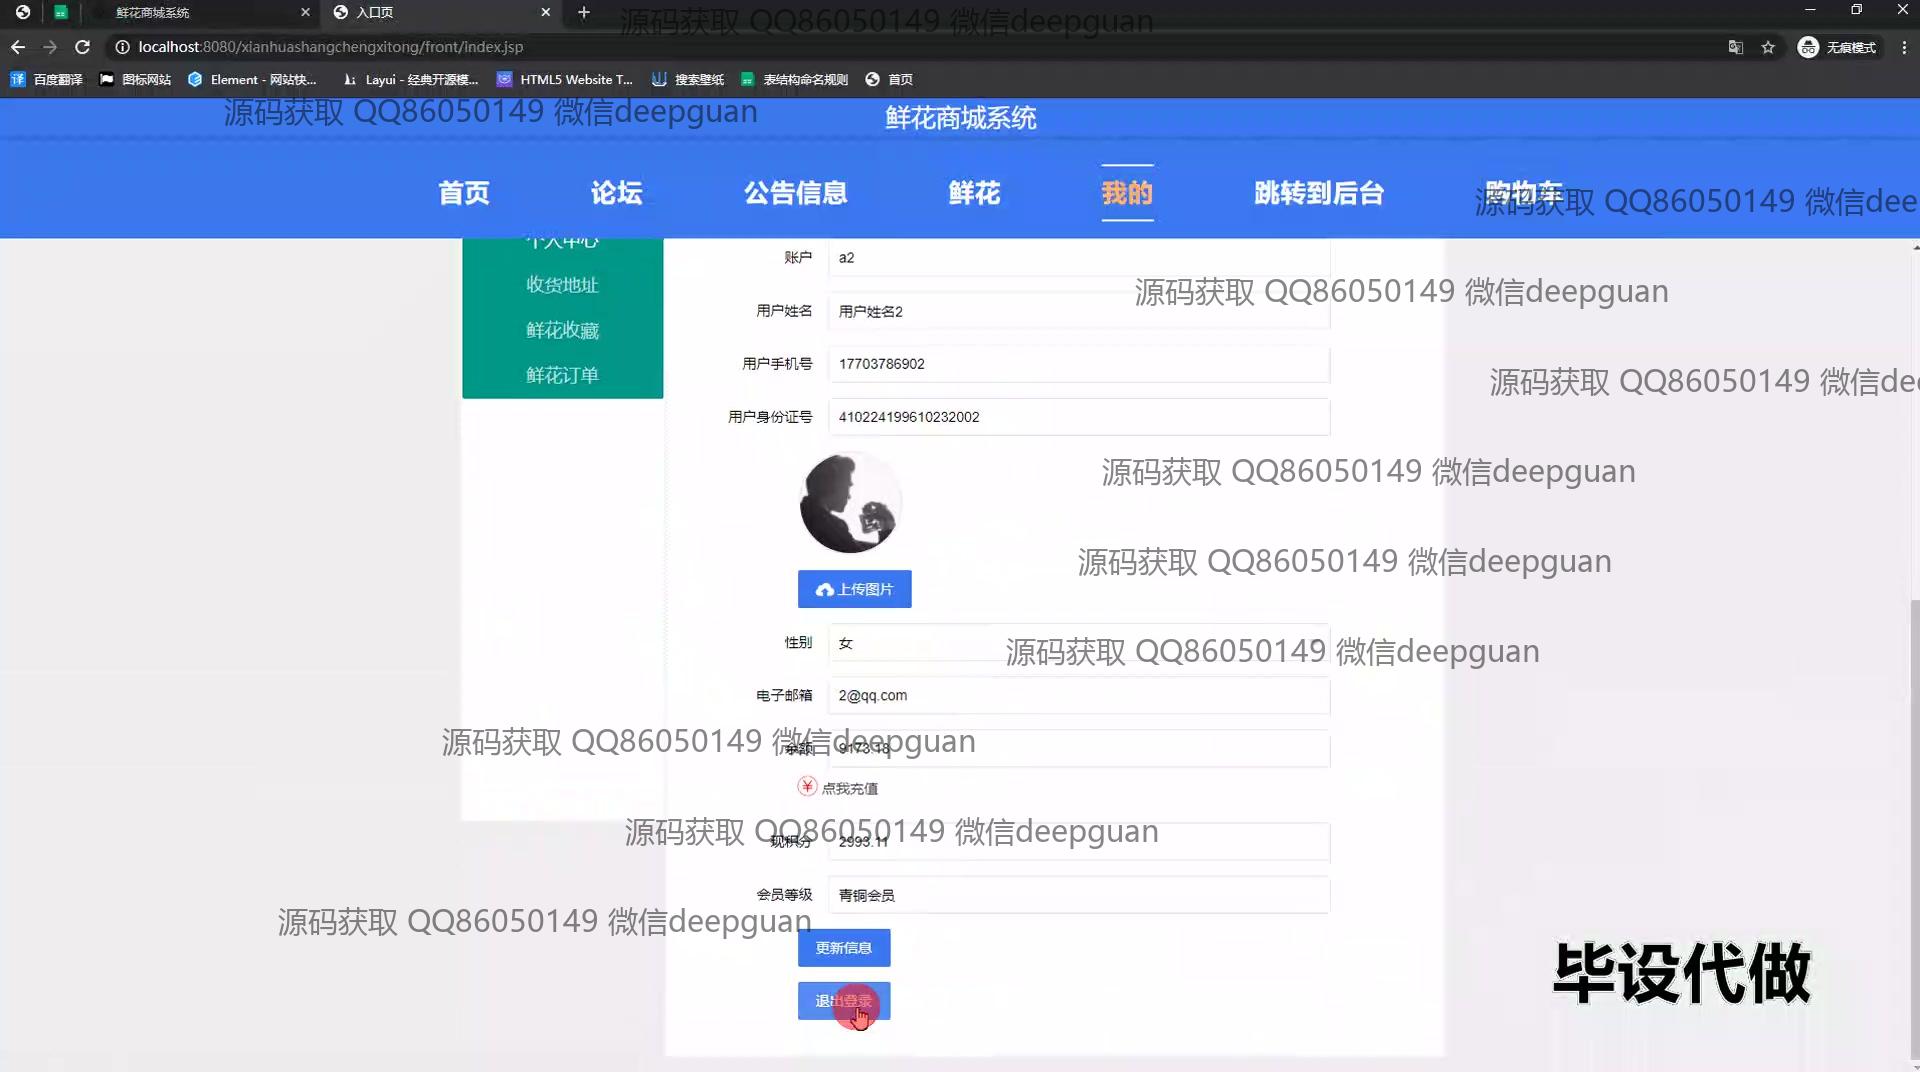 鲜花商城系统
入口页
源码获取 QQ86050149 微信deepguan
localhost:8080/xianhuashangchengxitong/front/index.jsp
无痕模式
译 百度翻译
图标网站
Element - 网站快...
Layui - 经典开源模...
HTML5 Website T...
搜索壁纸
表结构命名规则
首页
源码获取 QQ86050149 微信deepguan
鲜花商城系统
首页
论坛
公告信息
鲜花
我的
跳转到后台
购物车
源码获取 QQ86050149 微信dee
个人中心
收货地址
鲜花收藏
鲜花订单
账户 a2
源码获取 QQ86050149 微信deepguan
用户姓名 用户姓名2
用户手机号 17703786902
源码获取 QQ86050149 微信dee
用户身份证号 410224199610232002
源码获取 QQ86050149 微信deepguan
源码获取 QQ86050149 微信deepguan
上传图片
性别 女
源码获取 QQ86050149 微信deepguan
电子邮箱 2@qq.com
源码获取 QQ86050149 微信deepguan
余额 9173.18
点我充值
源码获取 QQ86050149 微信deepguan
现积分 2993.11
会员等级 青铜会员
源码获取 QQ86050149 微信deepguan
更新信息
毕设代做
退出登录